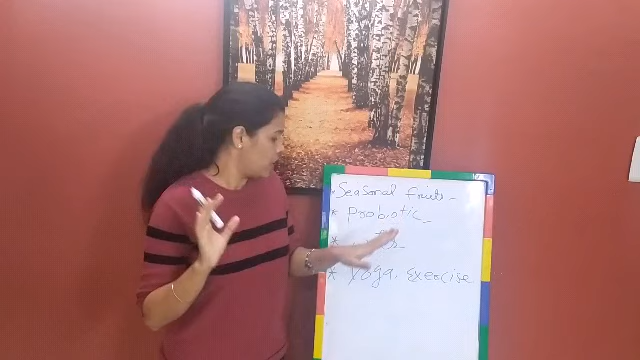 * Seasonal fruits -
* Probiotic -
*
* Yoga. Exercise